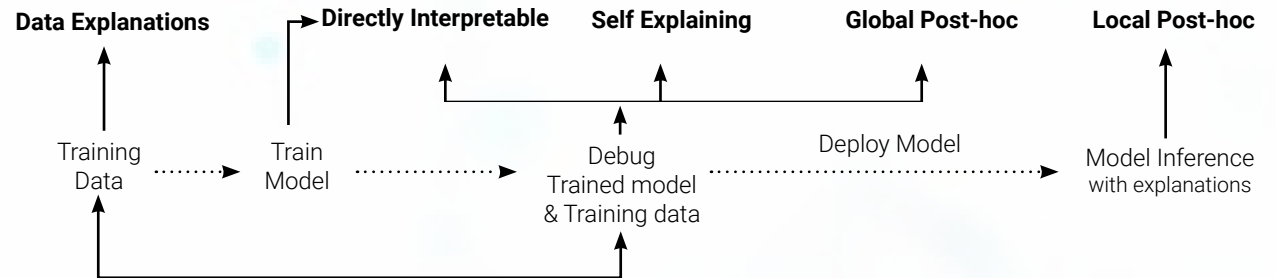 Data Explanations
Directly Interpretable
Self Explaining
Global Post-hoc
Local Post-hoc
Training
Data
Train
Model
Debug
Trained model
& Training data
Deploy Model
Model Inference
with explanations